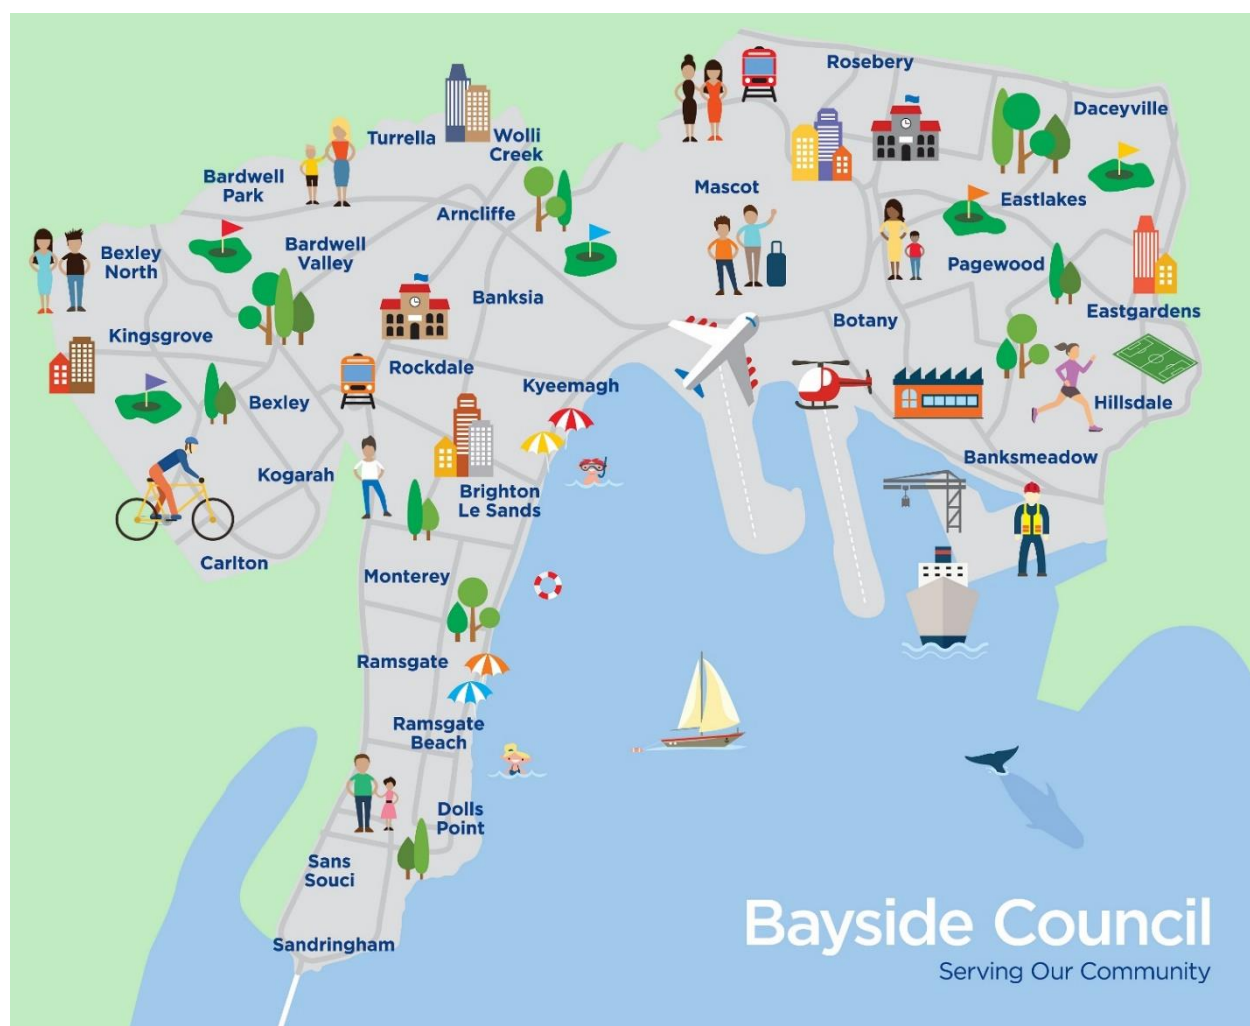 Rosebery
Daceyville
Turrella
Wolli
Creek
Bardwell
Park
Mascot
Eastlakes
Arncliffe
Bexley
North
Bardwell
Valley
Pagewood
Banksia
Eastgardens
Botany
Kingsgrove
Rockdale
Kyeemagh
Bexley
Hillsdale
Banksmeadow
Kogarah
Brighton
Le Sands
Carlton
Monterey
Ramsgate
Ramsgate
Beach
Dolls
Point
Sans
Souci
Sandringham
Bayside Council
Serving Our Community